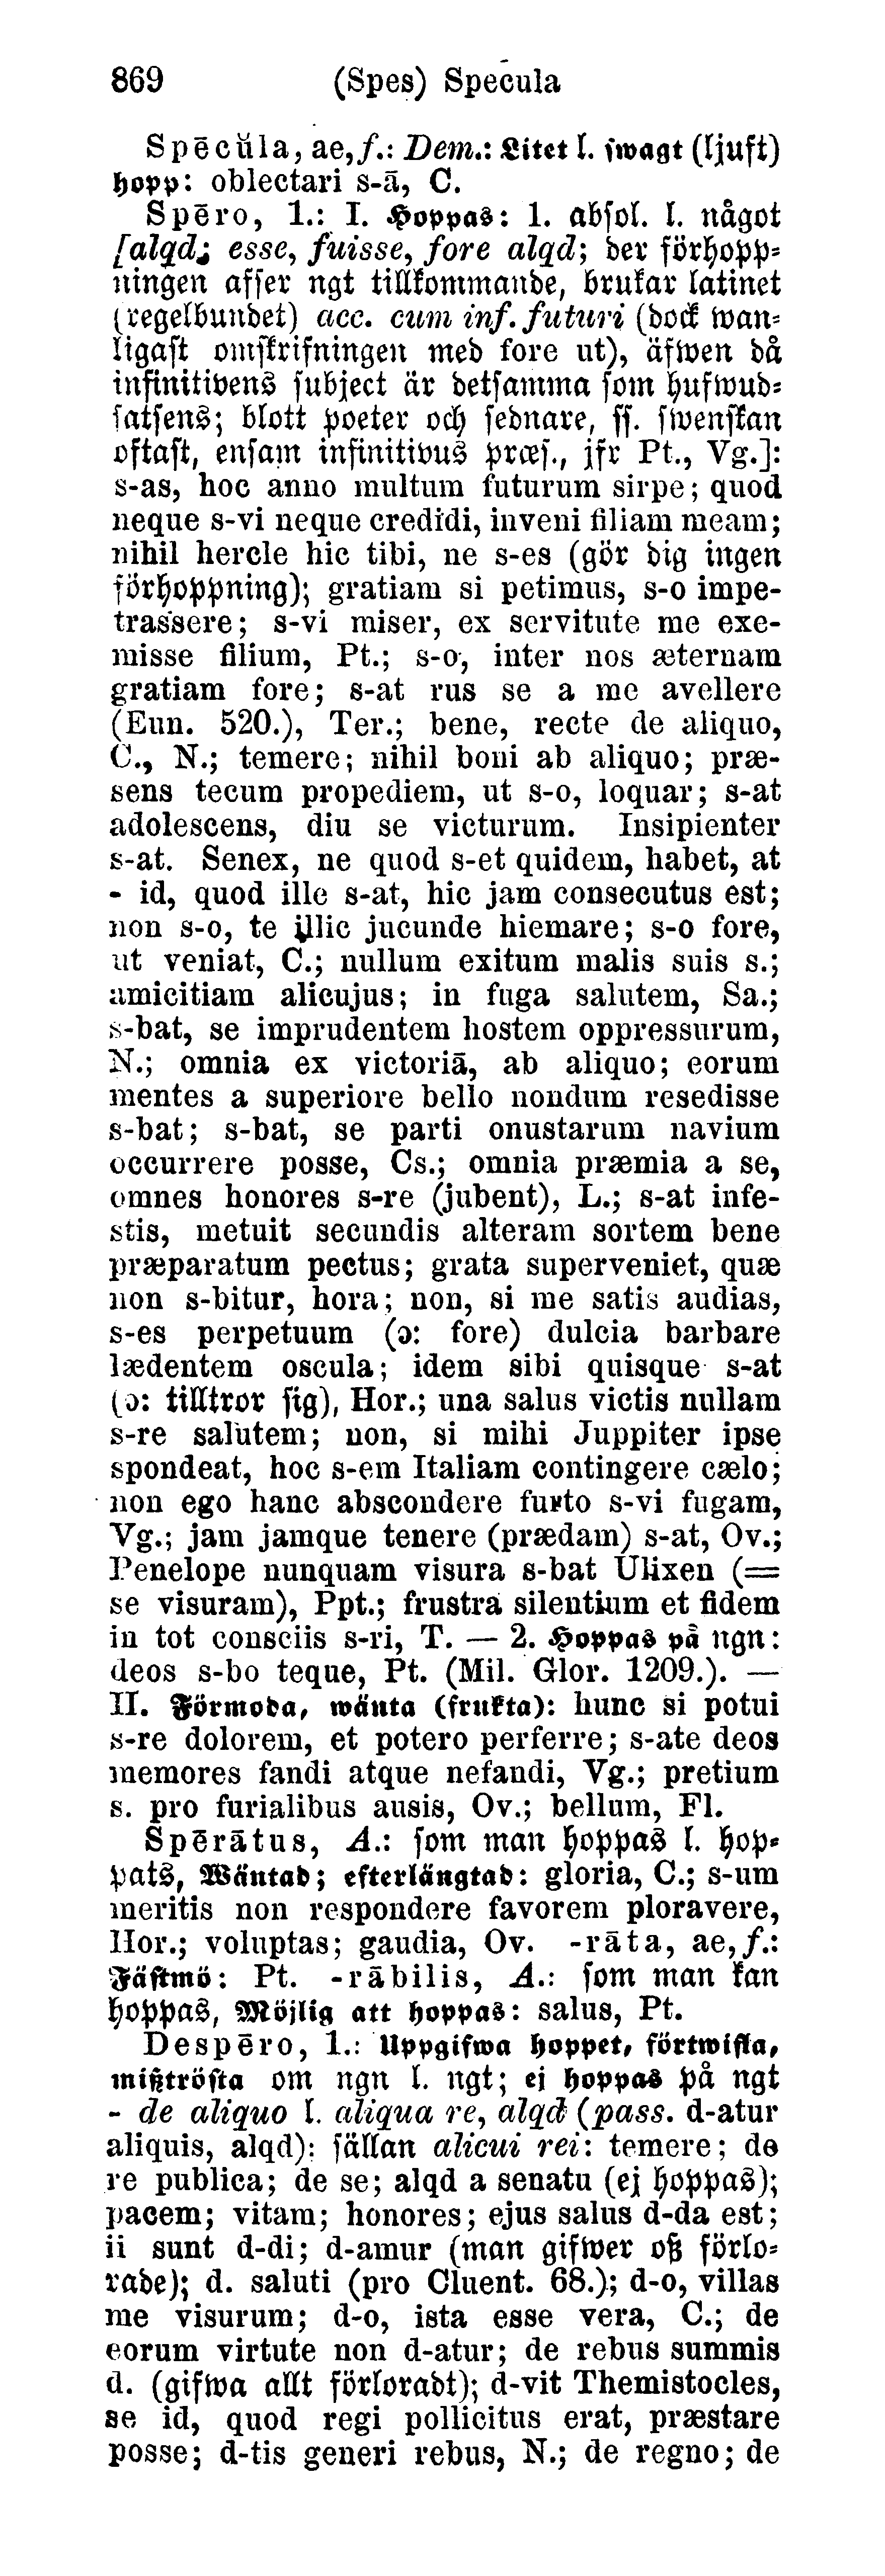 869 (Spes) Specula
Spēcŭla, ae, f.: Dem.: Litet l. swagt (ljuft)
hopp: oblectari s-ā, C.
Spēro, 1.: I. Hoppas: 1. absol. l. något
[alqd; esse, fuisse, fore alqd; der förhopp-
ningen afser ngt tillkommande, brukar latinet
(regelbundet) acc. cum inf. futuri (dock wan-
ligast omskrifningen med fore ut), äfwen då
infinitivens subject är detsamma som hufwud-
satsens; blott poeter och sednare, ss. swenskan
oftast, ensam infinitivus præs., jfr Pt., Vg.]:
s-as, hoc anno multum futurum sirpe; quod
neque s-vi neque credidi, inveni filiam meam;
nihil hercle hic tibi, ne s-es (gör dig ingen
förhoppning); gratiam si petimus, s-o impe-
trassere; s-vi miser, ex servitute me exe-
misse filium, Pt.; s-o, inter nos æternam
gratiam fore; s-at rus se a me avellere
(Eun. 520.), Ter.; bene, recte de aliquo,
C., N.; temere; nihil boni ab aliquo; præ-
sens tecum propediem, ut s-o, loquar; s-at
adolescens, diu se victurum. Insipienter
s-at. Senex, ne quod s-et quidem, habet, at
- id, quod ille s-at, hic jam consecutus est;
non s-o, te illic jucunde hiemare; s-o fore,
ut veniat, C.; nullum exitum malis suis s.;
amicitiam alicujus; in fuga salutem, Sa.;
s-bat, se imprudentem hostem oppressurum,
N.; omnia ex victoriā, ab aliquo; eorum
mentes a superiore bello nondum resedisse
s-bat; s-bat, se parti onustarum navium
occurrere posse, Cs.; omnia præmia a se,
omnes honores s-re (jubent), L.; s-at infe-
stis, metuit secundis alteram sortem bene
præparatum pectus; grata superveniet, quæ
non s-bitur, hora; non, si me satis audias,
s-es perpetuum (ɔ: fore) dulcia barbare
lædentem oscula; idem sibi quisque s-at
(ɔ: tilltror sig), Hor.; una salus victis nullam
s-re salutem; non, si mihi Juppiter ipse
spondeat, hoc s-em Italiam contingere cælo;
non ego hanc abscondere furto s-vi fugam,
Vg.; jam jamque tenere (prædam) s-at, Ov.;
Penelope nunquam visura s-bat Ulixen (=
se visuram), Ppt.; frustra silentium et fidem
in tot consciis s-ri, T. — 2. Hoppas på ngn:
deos s-bo teque, Pt. (Mil. Glor. 1209.). —
II. Förmoda, wänta (frukta): hunc si potui
s-re dolorem, et potero perferre; s-ate deos
memores fandi atque nefandi, Vg.; pretium
s. pro furialibus ausis, Ov.; bellum, Fl.
Spērātus, A.: som man hoppas l. hop-
pats, Wäntad; efterlängtad: gloria, C.; s-um
meritis non respondere favorem ploravere,
Hor.; voluptas; gaudia, Ov. -rāta, ae, f.:
Fästmö: Pt. -rābilis, A.: som man kan
hoppas, Möjlig att hoppas: salus, Pt.
Despēro, 1.: Uppgifwa hoppet, förtwifla,
mißtrösta om ngn l. ngt; ej hoppas på ngt
- de aliquo l. aliqua re, alqd (pass. d-atur
aliquis, alqd): sällan alicui rei: temere; de
re publica; de se; alqd a senatu (ej hoppas);
pacem; vitam; honores; ejus salus d-da est;
ii sunt d-di; d-amur (man gifwer oß förlo-
rade); d. saluti (pro Cluent. 68.); d-o, villas
me visurum; d-o, ista esse vera, C.; de
eorum virtute non d-atur; de rebus summis
d. (gifwa allt förloradt); d-vit Themistocles,
se id, quod regi pollicitus erat, præstare
posse; d-tis generi rebus, N.; de regno; de